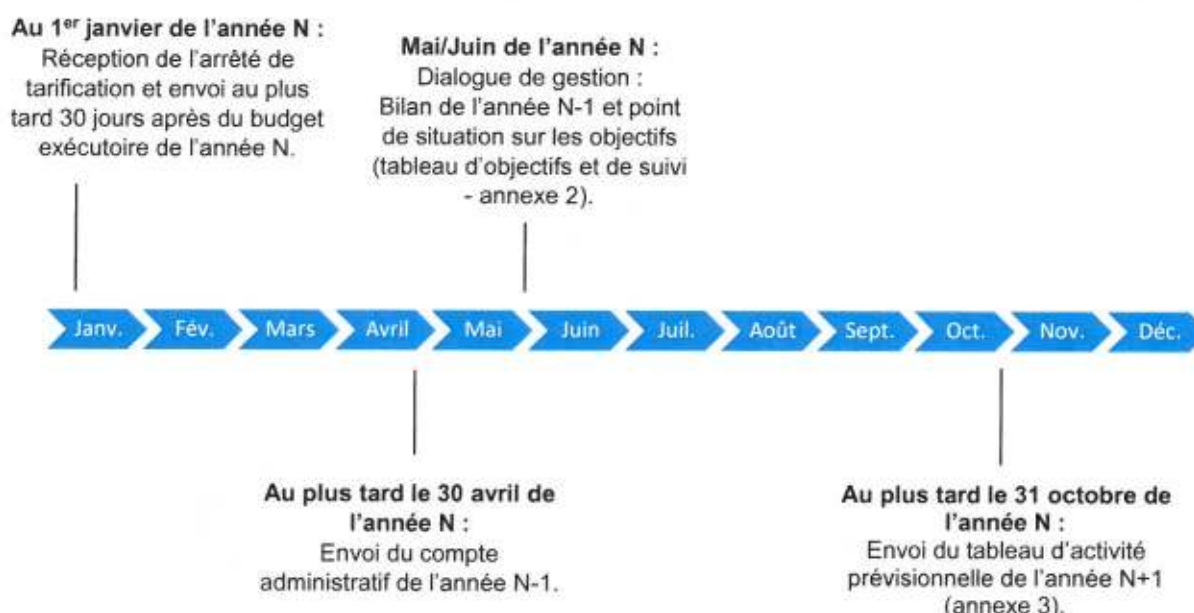 Au 1er janvier de l'année N :
Réception de l'arrêté de
tarification et envoi au plus
tard 30 jours après du budget
exécutoire de l'année N.
Mai/Juin de l'année N :
Dialogue de gestion :
Bilan de l'année N-1 et point
de situation sur les objectifs
(tableau d'objectifs et de suivi
- annexe 2).
Janv. Fév. Mars Avril Mai Juin Juil. Août Sept. Oct. Nov. Déc.
Au plus tard le 30 avril de
l'année N :
Envoi du compte
administratif de l'année N-1.
Au plus tard le 31 octobre de
l'année N :
Envoi du tableau d'activité
prévisionnelle de l'année N+1
(annexe 3).